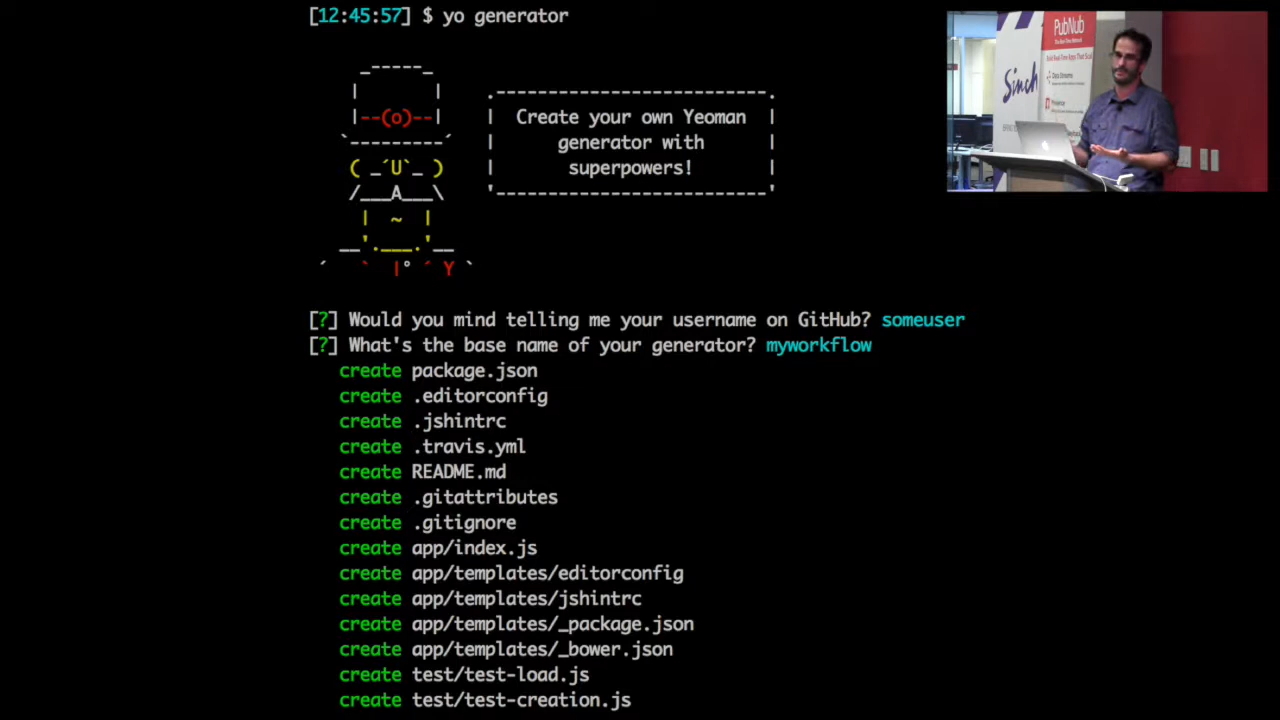 [12:45:57] $ yo generator
Create your own Yeoman
generator with
superpowers!
[?] Would you mind telling me your username on GitHub? someuser
[?] What's the base name of your generator? myworkflow
create package.json
create .editorconfig
create .jshintrc
create .travis.yml
create README.md
create .gitattributes
create .gitignore
create app/index.js
create app/templates/editorconfig
create app/templates/jshintrc
create app/templates/_package.json
create app/templates/_bower.json
create test/test-load.js
create test/test-creation.js
PubNub
Sinch
Data Streams